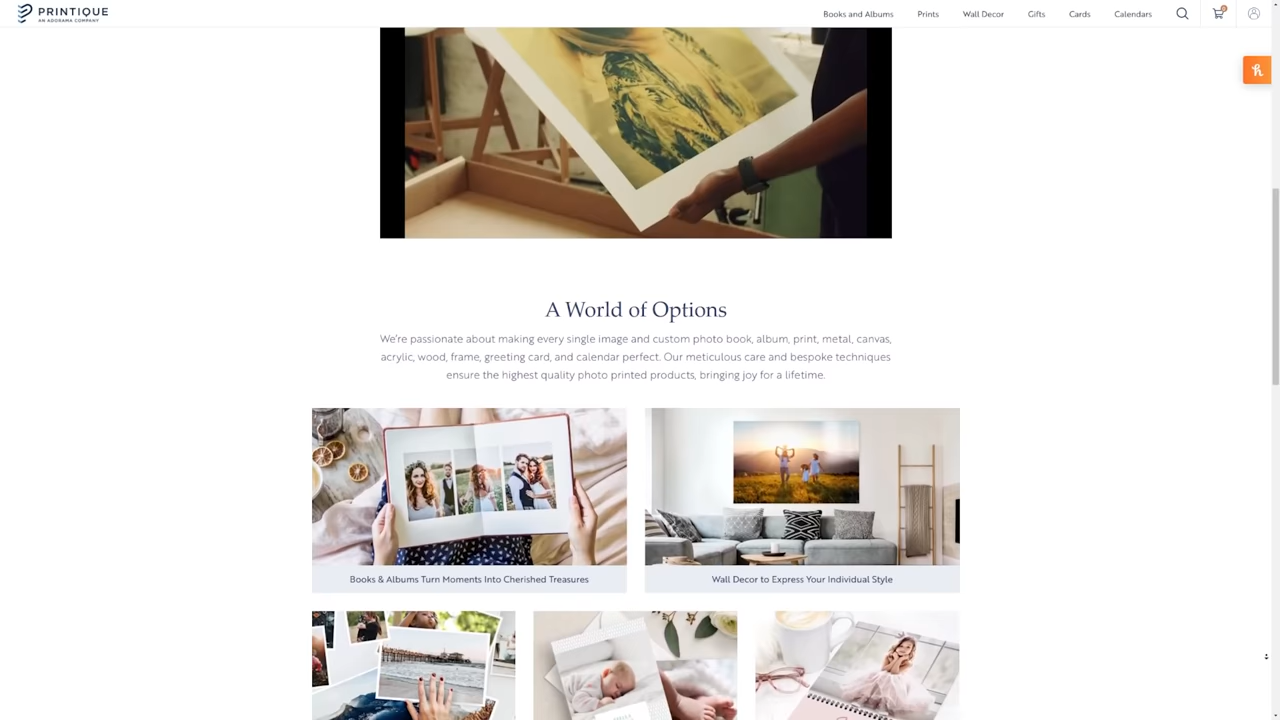 PRINTIQUE
AN ADORAMA COMPANY
Books and Albums
Prints
Wall Decor
Gifts
Cards
Calendars
A World of Options
We're passionate about making every single image and custom photo book, album, print, metal, canvas,
acrylic, wood, frame, greeting card, and calendar perfect. Our meticulous care and bespoke techniques
ensure the highest quality photo printed products, bringing joy for a lifetime.
Books & Albums Turn Moments Into Cherished Treasures
Wall Decor to Express Your Individual Style